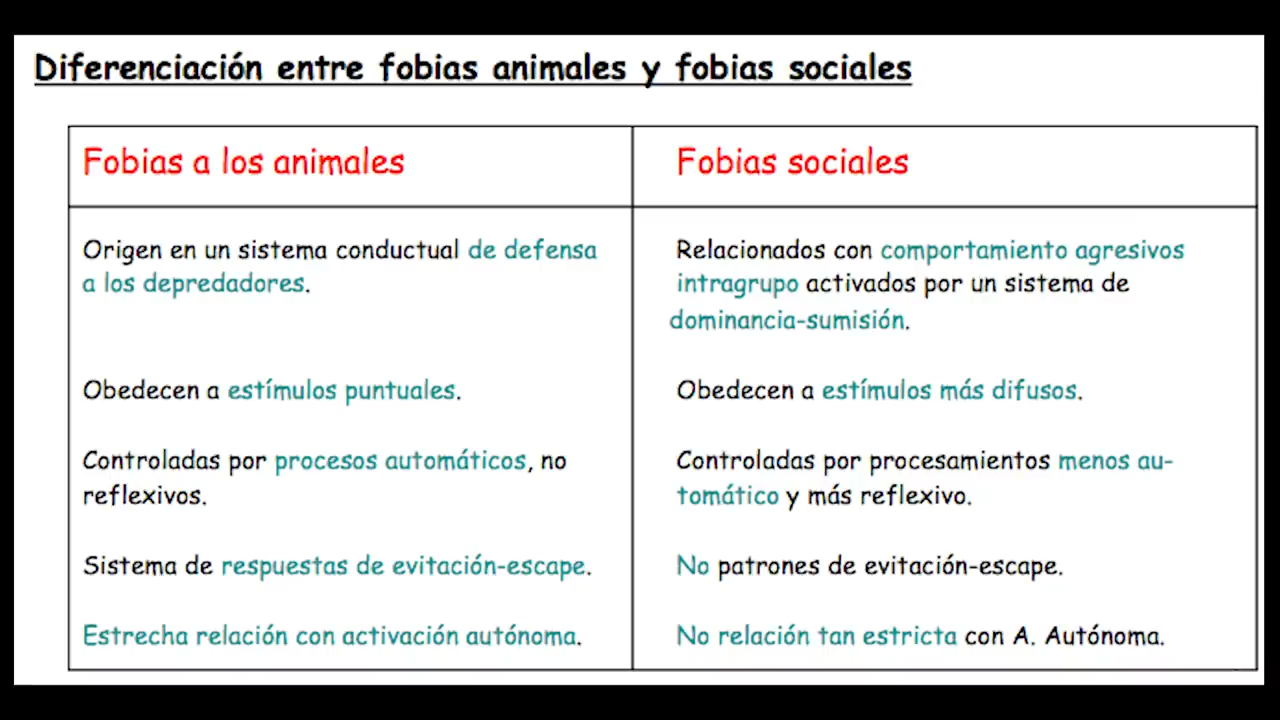 Diferenciación entre fobias animales y fobias sociales
Fobias a los animales
Fobias sociales
Origen en un sistema conductual de defensa
a los depredadores.
Relacionados con comportamiento agresivos
intragrupo activados por un sistema de
dominancia-sumisión.
Obedecen a estímulos puntuales.
Obedecen a estímulos más difusos.
Controladas por procesos automáticos, no
reflexivos.
Controladas por procesamientos menos au-
tomático y más reflexivo.
Sistema de respuestas de evitación-escape.
No patrones de evitación-escape.
Estrecha relación con activación autónoma.
No relación tan estricta con A. Autónoma.